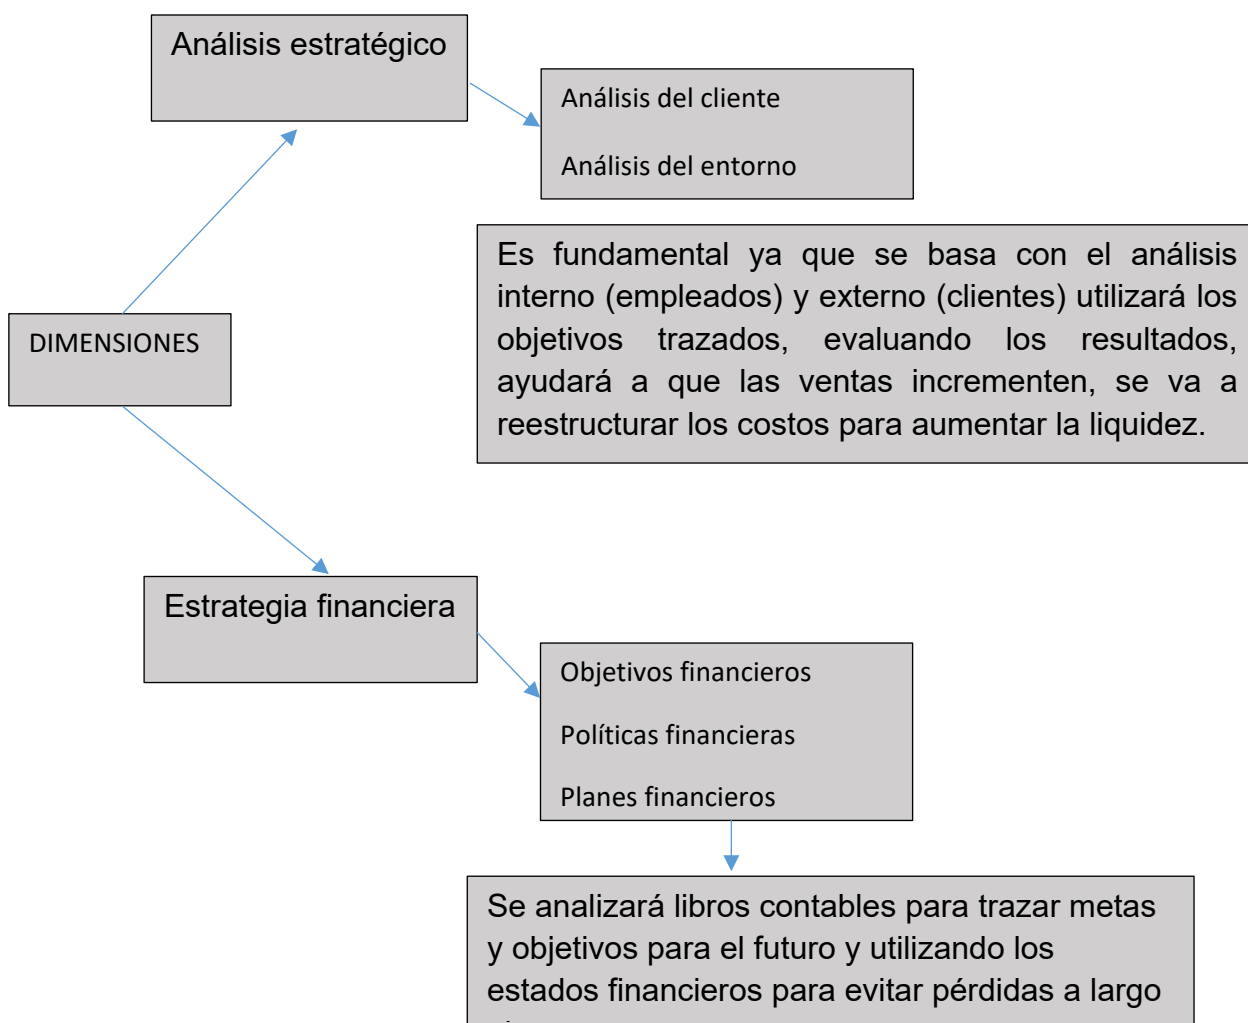 Análisis estratégico
Análisis del cliente
Análisis del entorno
Es fundamental ya que se basa con el análisis
interno (empleados) y externo (clientes) utilizará los
objetivos trazados, evaluando los resultados,
ayudará a que las ventas incrementen, se va a
reestructurar los costos para aumentar la liquidez.
DIMENSIONES
Estrategia financiera
Objetivos financieros
Políticas financieras
Planes financieros
Se analizará libros contables para trazar metas
y objetivos para el futuro y utilizando los
estados financieros para evitar pérdidas a largo